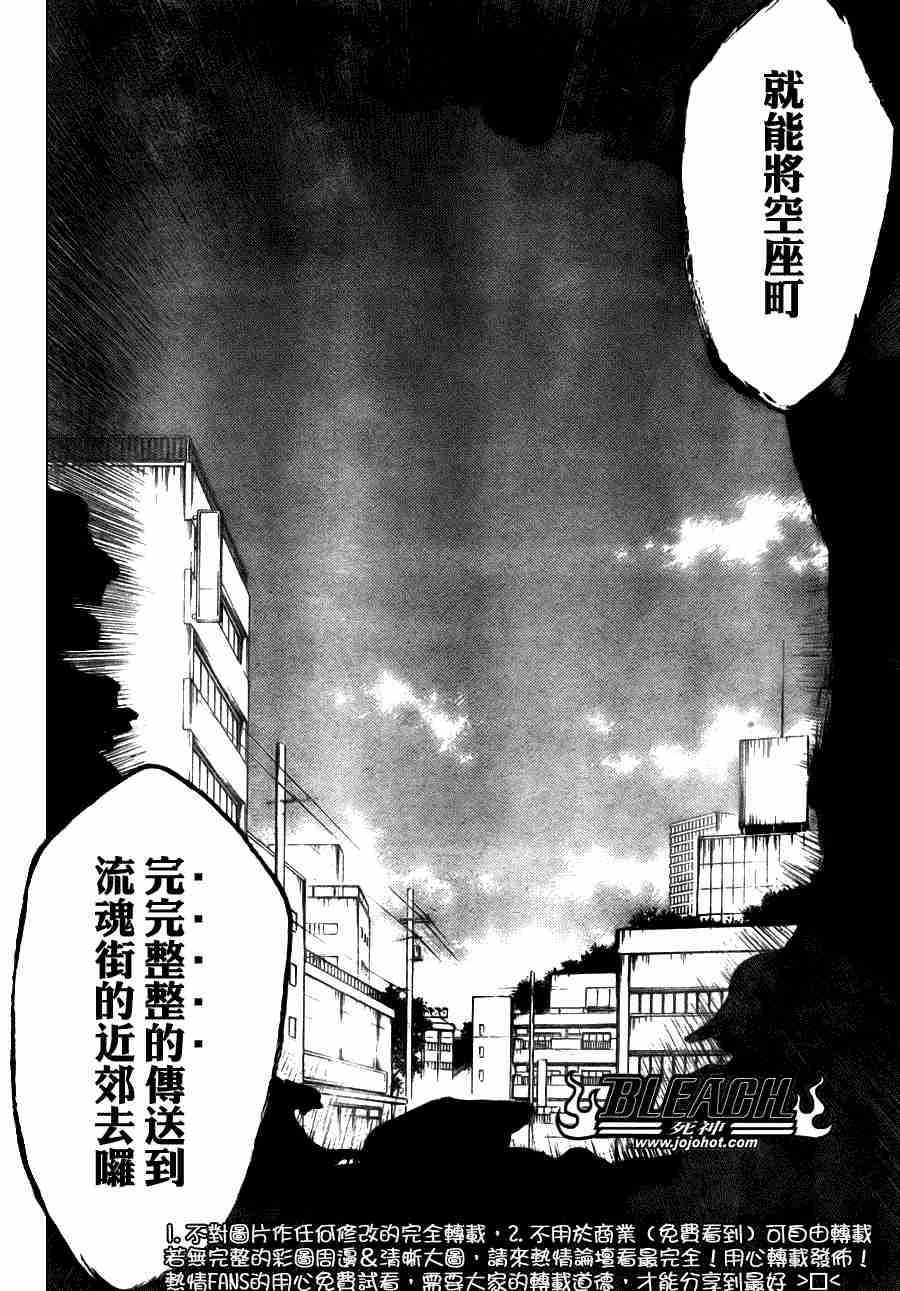 就能將空座町
完完整整的傳送到
流魂街的近郊去囉
BLEACH
死神
www.jojohot.com
1. 不對圖片作任何修改的完全轉載，2. 不用於商業（免費看到）可自由轉載
若無完整的彩圖周漫&清晰大圖，請來熱情論壇看最完全！用心轉載發佈！
熱情FANS的用心免費試看，需要大家的轉載道德，才能分享到最好 >口<